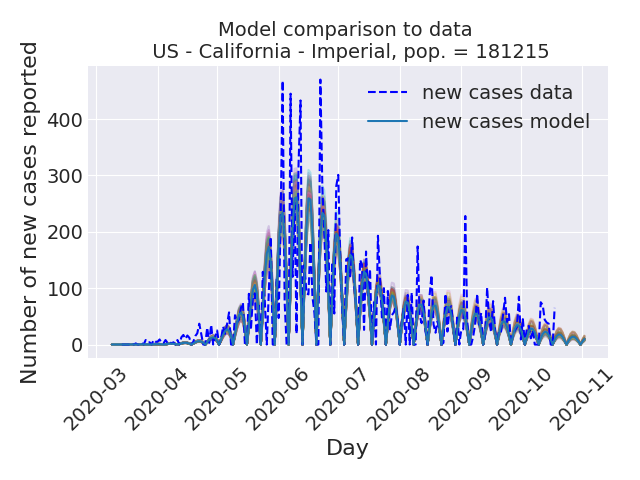 Model comparison to data
US - California - Imperial, pop. = 181215
Number of new cases reported
new cases data
new cases model
400
300
200
100
0
2020-03
2020-04
2020-05
2020-06
2020-07
2020-08
2020-09
2020-10
2020-11
Day